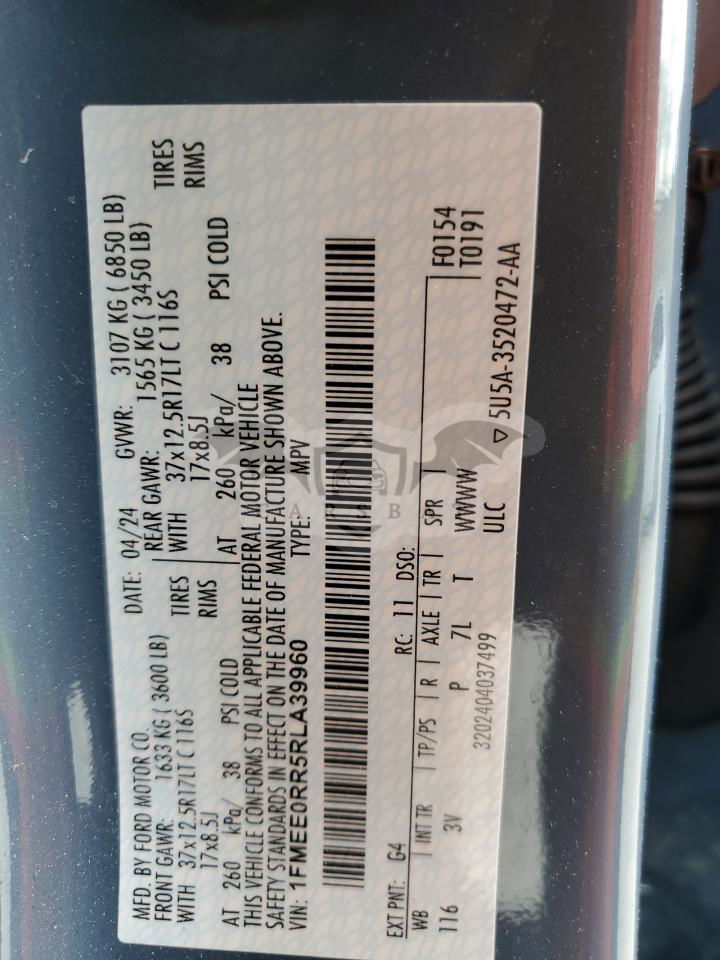 MFD. BY FORD MOTOR CO. DATE: 04/24 GVWR: 3107 KG ( 6850 LB)
FRONT GAWR: 1633 KG ( 3600 LB) REAR GAWR: 1565 KG ( 3450 LB)
WITH 37x12.5R17LT C 116S TIRES WITH 37x12.5R17LT C 116S TIRES
17x8.5J RIMS 17x8.5J RIMS
AT 260 kPa/ 38 PSI COLD AT 260 kPa/ 38 PSI COLD
THIS VEHICLE CONFORMS TO ALL APPLICABLE FEDERAL MOTOR VEHICLE
SAFETY STANDARDS IN EFFECT ON THE DATE OF MANUFACTURE SHOWN ABOVE.
VIN: 1FMEE0RR5RLA39960 TYPE: MPV
EXT PNT: G4 RC: 11 DSO: F0154
WB INT TR TP/PS R AXLE TR SPR T0191
116 3V P 7L T WWWWW
ULC
3202404037499 ▽ 5U5A-3520472-AA
A R S B